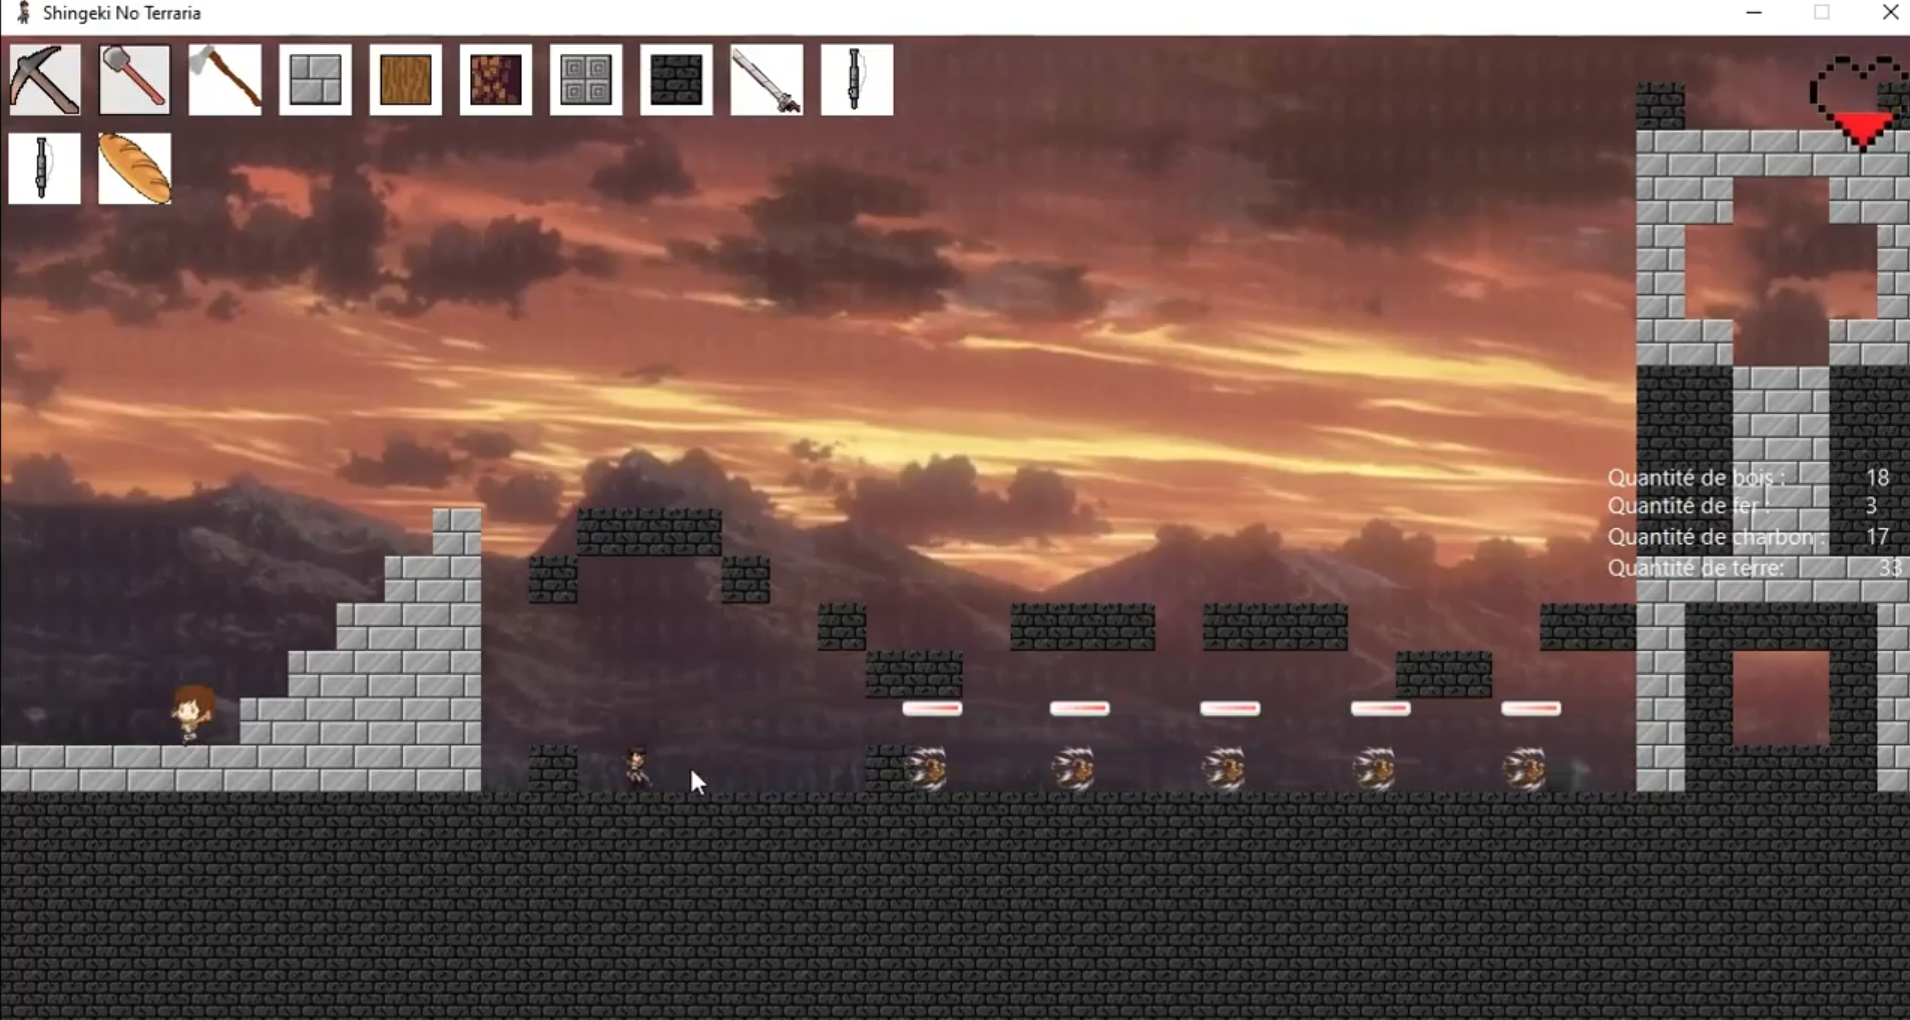 Shingeki No Terraria
Quantité de bois : 18
Quantité de fer : 3
Quantité de charbon : 17
Quantité de terre: 33